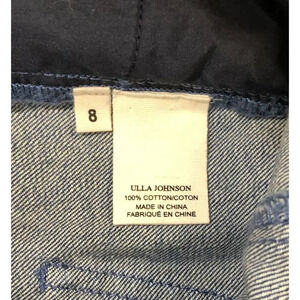 8
ULLA JOHNSON
100% COTTON/COTON
MADE IN CHINA
FABRIQUÉ EN CHINE